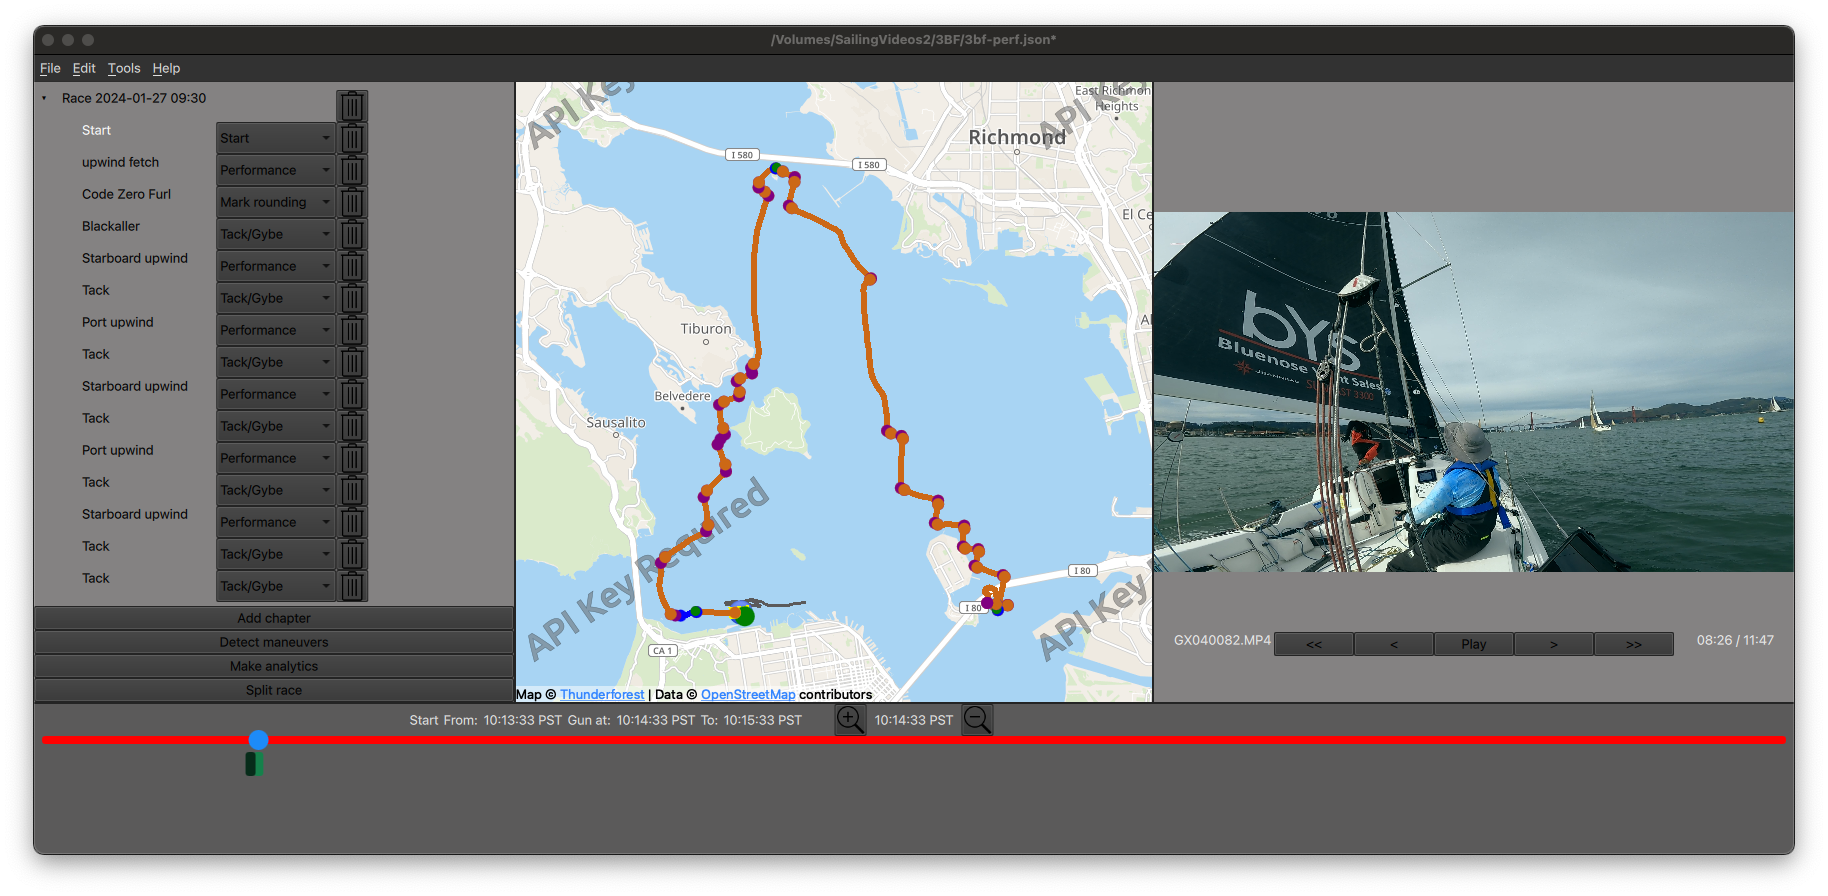 /Volumes/SailingVideos2/3BF/3bf-perf.json*
File Edit Tools Help
Race 2024-01-27 09:30
Start Start
upwind fetch Performance
Code Zero Furl Mark rounding
Blackaller Tack/Gybe
Starboard upwind Performance
Tack Tack/Gybe
Port upwind Performance
Tack Tack/Gybe
Starboard upwind Performance
Tack Tack/Gybe
Port upwind Performance
Tack Tack/Gybe
Starboard upwind Performance
Tack Tack/Gybe
Tack Tack/Gybe
Add chapter
Detect maneuvers
Make analytics
Split race
API Key
API Key
East Richmon
Heights
Richmond
I 580
I 580
El Ce
Tiburon
Belvedere
Sausalito
API Key Required
I 80
I 80
API Key
CA 1
Map © Thunderforest | Data © OpenStreetMap contributors
bys
Bluenose Yacht Sales
3300
GX040082.MP4 << < Play > >> 08:26 / 11:47
Start From: 10:13:33 PST Gun at: 10:14:33 PST To: 10:15:33 PST 10:14:33 PST